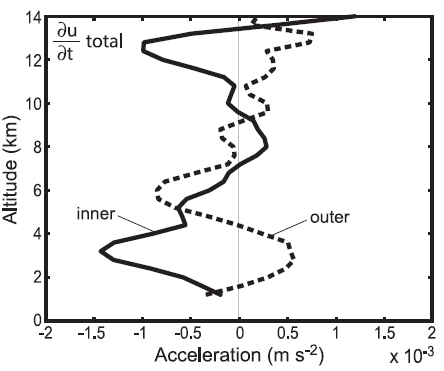 14
∂u
∂t total
12
10
8
6
4
2
0
Altitude (km)
inner
outer
-2 -1.5 -1 -0.5 0 0.5 1 1.5 2
Acceleration (m s-2) x 10-3